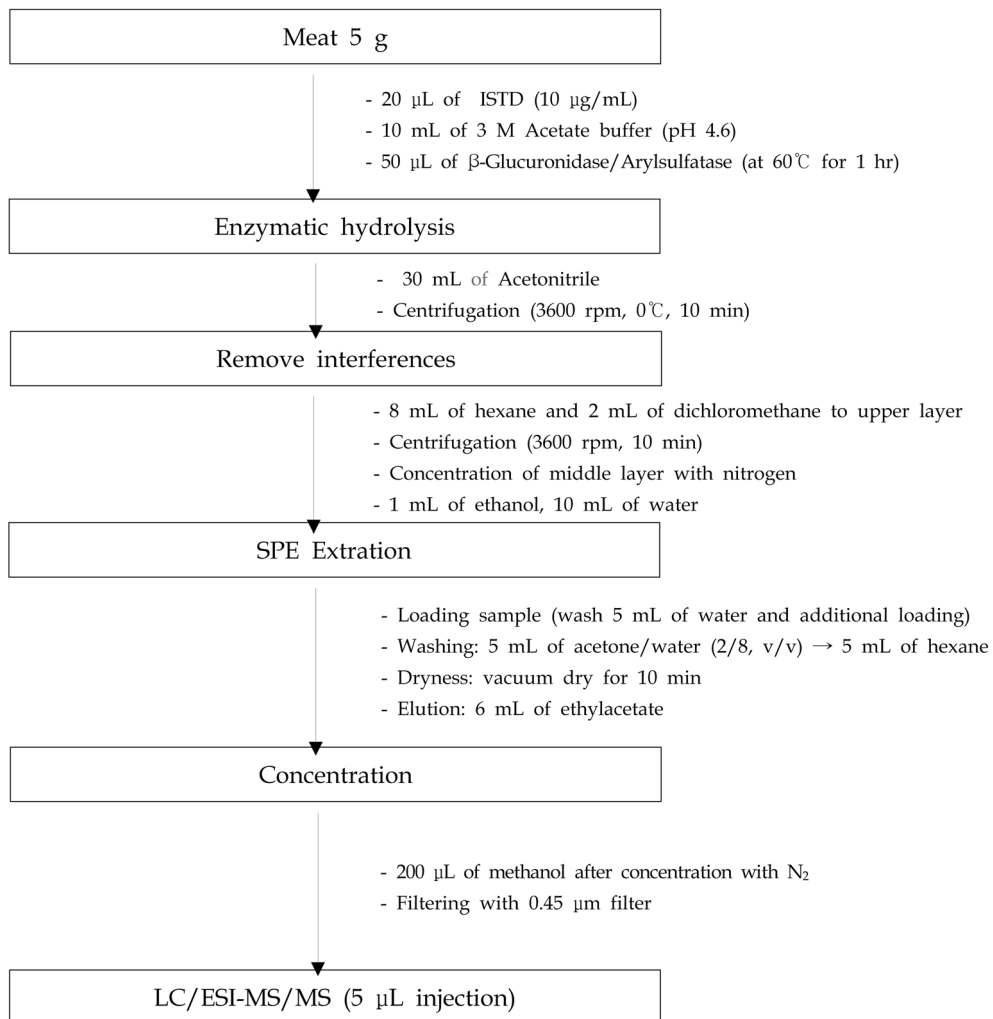 Meat 5 g
- 20 µL of ISTD (10 µg/mL)
- 10 mL of 3 M Acetate buffer (pH 4.6)
- 50 µL of β-Glucuronidase/Arylsulfatase (at 60℃ for 1 hr)
Enzymatic hydrolysis
- 30 mL of Acetonitrile
- Centrifugation (3600 rpm, 0℃, 10 min)
Remove interferences
- 8 mL of hexane and 2 mL of dichloromethane to upper layer
- Centrifugation (3600 rpm, 10 min)
- Concentration of middle layer with nitrogen
- 1 mL of ethanol, 10 mL of water
SPE Extration
- Loading sample (wash 5 mL of water and additional loading)
- Washing: 5 mL of acetone/water (2/8, v/v) → 5 mL of hexane
- Dryness: vacuum dry for 10 min
- Elution: 6 mL of ethylacetate
Concentration
- 200 µL of methanol after concentration with N₂
- Filtering with 0.45 µm filter
LC/ESI-MS/MS (5 µL injection)